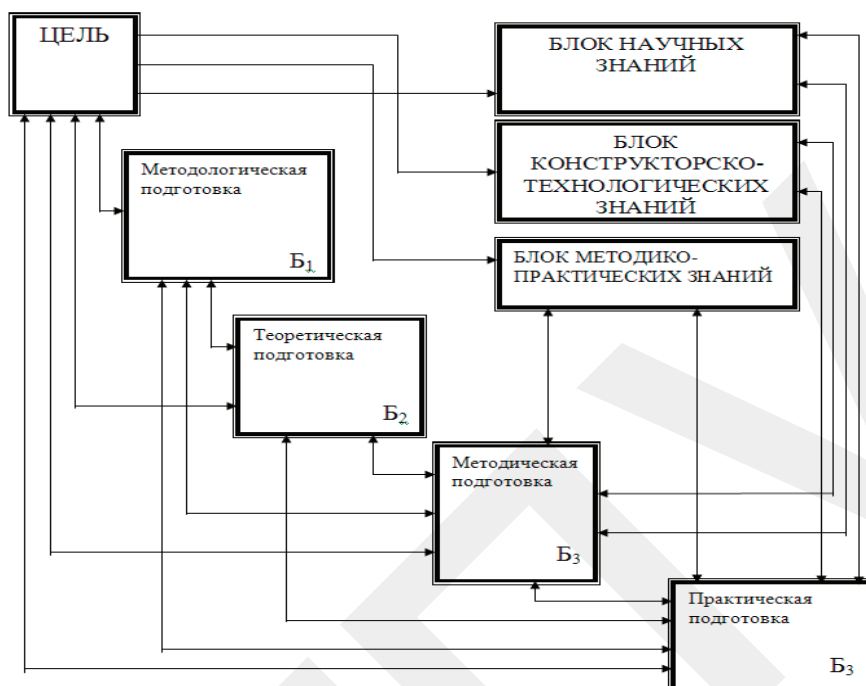 ЦЕЛЬ
БЛОК НАУЧНЫХ
ЗНАНИЙ
БЛОК
КОНСТРУКТОРСКО-
ТЕХНОЛОГИЧЕСКИХ
ЗНАНИЙ
Методологическая
подготовка
Б1
БЛОК МЕТОДИКО-
ПРАКТИЧЕСКИХ ЗНАНИЙ
Теоретическая
подготовка
Б2
Методическая
подготовка
Б3
Практическая
подготовка
Б3